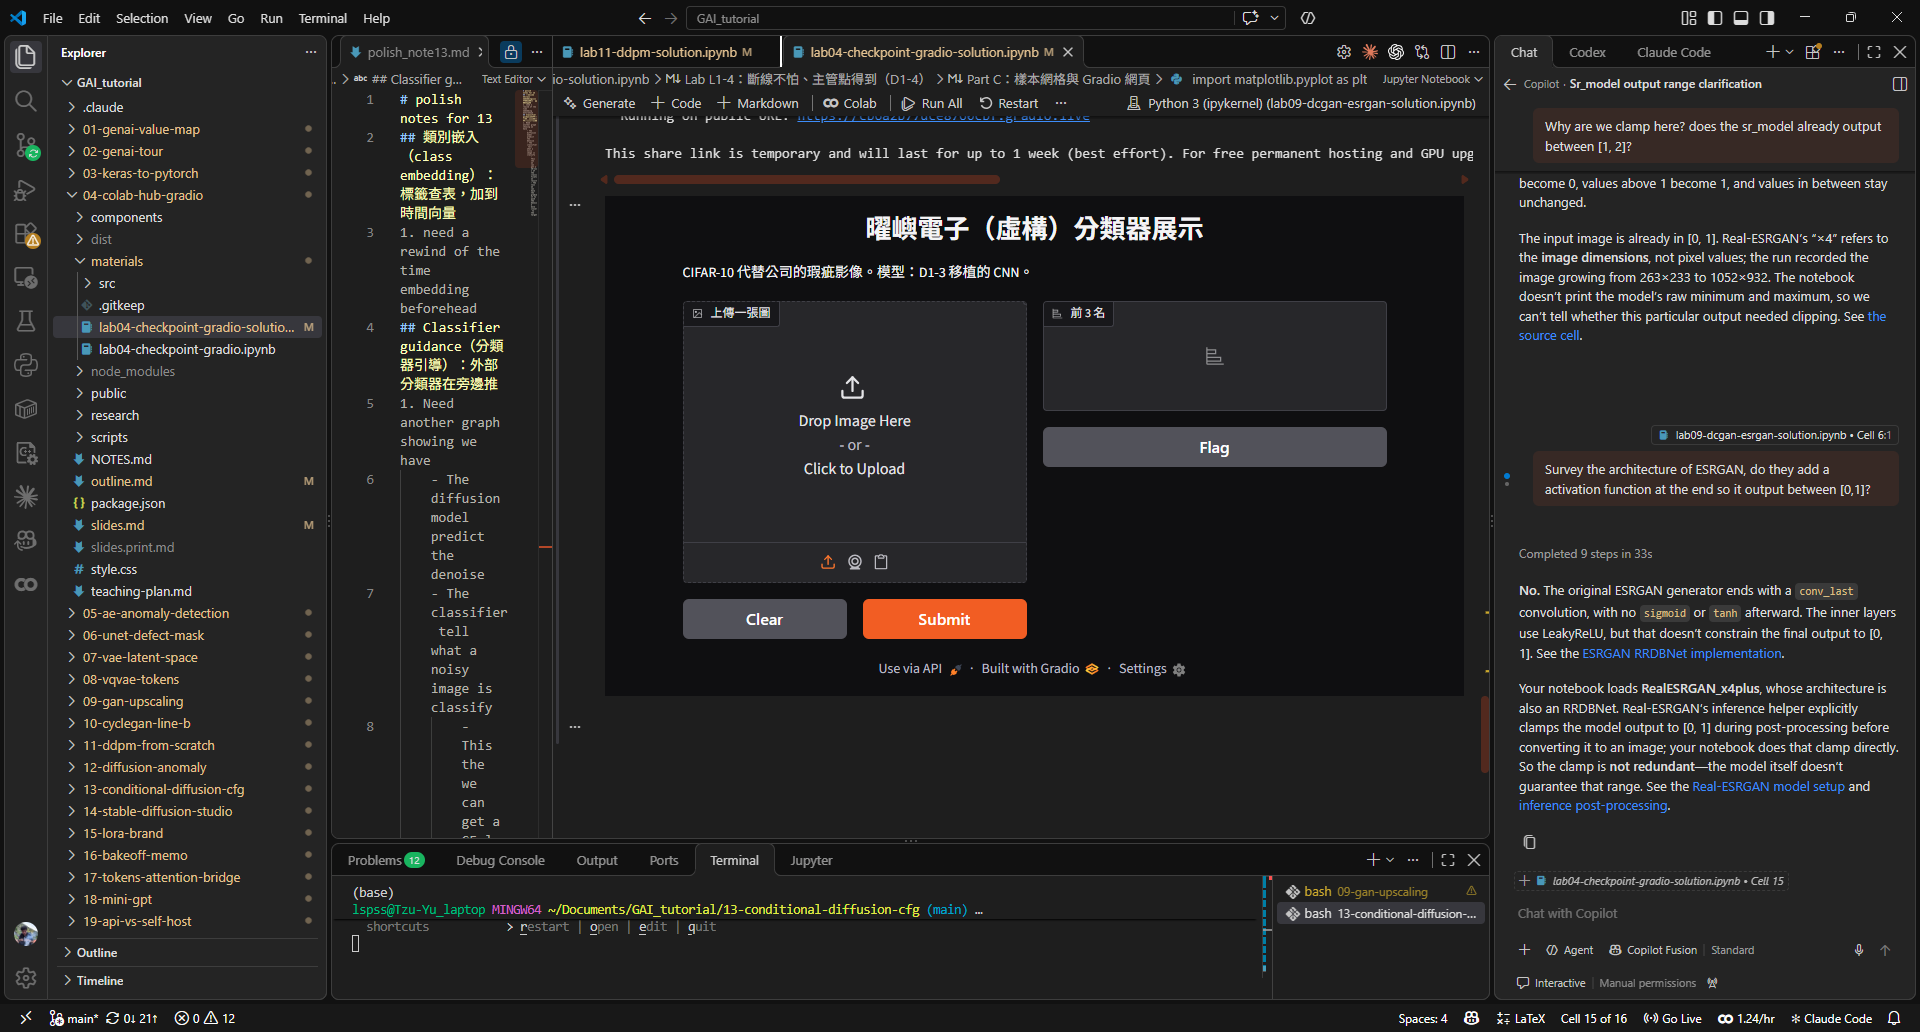 File Edit Selection View Go Run Terminal Help
GAI_tutorial
Explorer
GAI_tutorial
.claude
01-genai-value-map
02-genai-tour
03-keras-to-pytorch
04-colab-hub-gradio
components
dist
materials
src
.gitkeep
lab04-checkpoint-gradio-solutio... M
lab04-checkpoint-gradio.ipynb
node_modules
public
research
scripts
NOTES.md
outline.md M
package.json
slides.md M
slides.print.md
style.css
teaching-plan.md
05-ae-anomaly-detection
06-unet-defect-mask
07-vae-latent-space
08-vqvae-tokens
09-gan-upscaling
10-cyclegan-line-b
11-ddpm-from-scratch
12-diffusion-anomaly
13-conditional-diffusion-cfg
14-stable-diffusion-studio
15-lora-brand
16-bakeoff-memo
17-tokens-attention-bridge
18-mini-gpt
19-api-vs-self-host
Outline
Timeline
polish_note13.md
## Classifier g... Text Editor
1 # polish
notes for 13
2 ## 類別嵌入
（class
embedding）：
標籤查表，加到
時間向量
3 1. need a
rewind of the
time
embedding
beforehead
4 ## Classifier
guidance（分類
器引導）：外部
分類器在旁邊推
5 1. Need
another graph
showing we
have
6 - The
diffusion
model
predict
the
denoise
7 - The
classifier
tell
what a
noisy
image is
classify
8 -
This
the
we
can
get a
lab11-ddpm-solution.ipynb M
lab04-checkpoint-gradio-solution.ipynb M
io-solution.ipynb > M↓ Lab L1-4：斷線不怕、主管點得到（D1-4） > M↓ Part C：樣本網格與 Gradio 網頁 > import matplotlib.pyplot as plt Jupyter Notebook
Generate + Code + Markdown Colab Run All Restart ... Python 3 (ipykernel) (lab09-dcgan-esrgan-solution.ipynb)
This share link is temporary and will last for up to 1 week (best effort). For free permanent hosting and GPU upg
曜嶼電子（虛構）分類器展示
CIFAR-10 代替公司的瑕疵影像。模型：D1-3 移植的 CNN。
上傳一張圖
Drop Image Here
- or -
Click to Upload
前 3 名
Flag
Clear
Submit
Use via API · Built with Gradio · Settings
Problems 12 Debug Console Output Ports Terminal Jupyter
(base)
lspss@Tzu-Yu_laptop MINGW64 ~/Documents/GAI_tutorial/13-conditional-diffusion-cfg (main) …
shortcuts > restart | open | edit | quit
bash 09-gan-upscaling
bash 13-conditional-diffusion-...
Chat Codex Claude Code
Copilot · Sr_model output range clarification
Why are we clamp here? does the sr_model already output
between [1, 2]?
become 0, values above 1 become 1, and values in between stay
unchanged.
The input image is already in [0, 1]. Real-ESRGAN's “×4” refers to
the image dimensions, not pixel values; the run recorded the
image growing from 263×233 to 1052×932. The notebook
doesn't print the model's raw minimum and maximum, so we
can't tell whether this particular output needed clipping. See the
source cell.
lab09-dcgan-esrgan-solution.ipynb • Cell 6:1
Survey the architecture of ESRGAN, do they add a
activation function at the end so it output between [0,1]?
Completed 9 steps in 33s
No. The original ESRGAN generator ends with a conv_last
convolution, with no sigmoid or tanh afterward. The inner layers
use LeakyReLU, but that doesn't constrain the final output to [0,
1]. See the ESRGAN RRDBNet implementation.
Your notebook loads RealESRGAN_x4plus, whose architecture is
also an RRDBNet. Real-ESRGAN's inference helper explicitly
clamps the model output to [0, 1] during post-processing before
converting it to an image; your notebook does that clamp directly.
So the clamp is not redundant—the model itself doesn't
guarantee that range. See the Real-ESRGAN model setup and
inference post-processing.
lab04-checkpoint-gradio-solution.ipynb • Cell 15
Chat with Copilot
Agent Copilot Fusion Standard
Interactive Manual permissions
main* 0↓ 21↑ 0 12
Spaces: 4 LaTeX Cell 15 of 16 Go Live 1.24/hr Claude Code